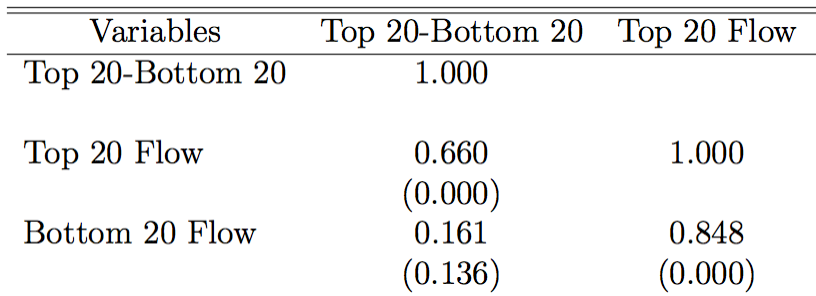 Variables Top 20-Bottom 20 Top 20 Flow
Top 20-Bottom 20 1.000
Top 20 Flow 0.660 1.000
(0.000)
Bottom 20 Flow 0.161 0.848
(0.136) (0.000)